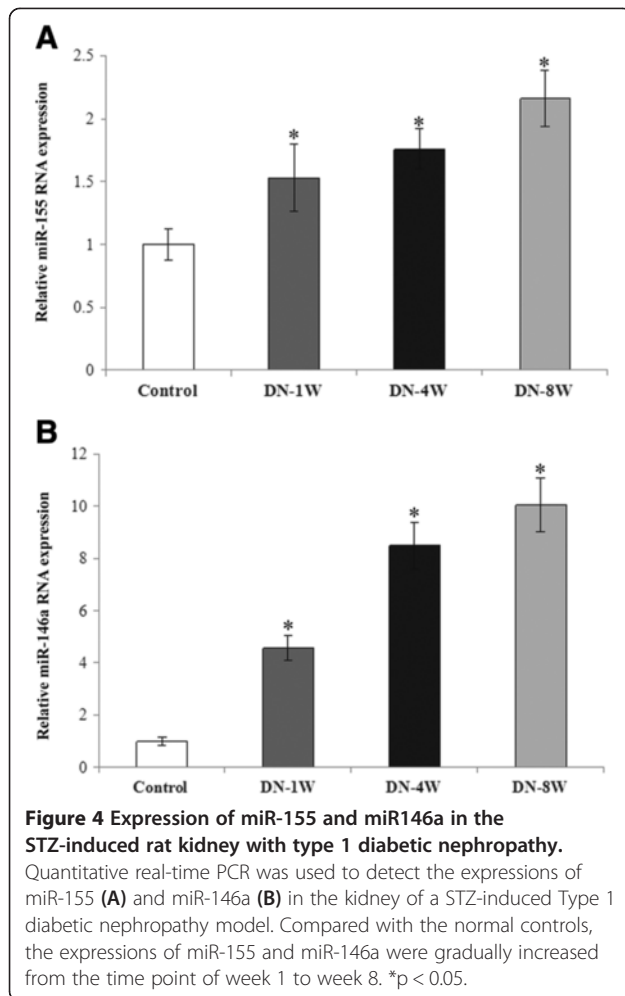 A
Relative miR-155 RNA expression
2.5
2
1.5
1
0.5
0
*
*
*
Control DN-1W DN-4W DN-8W
B
Relative miR-146a RNA expression
12
10
8
6
4
2
0
*
*
*
Control DN-1W DN-4W DN-8W
Figure 4 Expression of miR-155 and miR146a in the
STZ-induced rat kidney with type 1 diabetic nephropathy.
Quantitative real-time PCR was used to detect the expressions of
miR-155 (A) and miR-146a (B) in the kidney of a STZ-induced Type 1
diabetic nephropathy model. Compared with the normal controls,
the expressions of miR-155 and miR-146a were gradually increased
from the time point of week 1 to week 8. *p < 0.05.